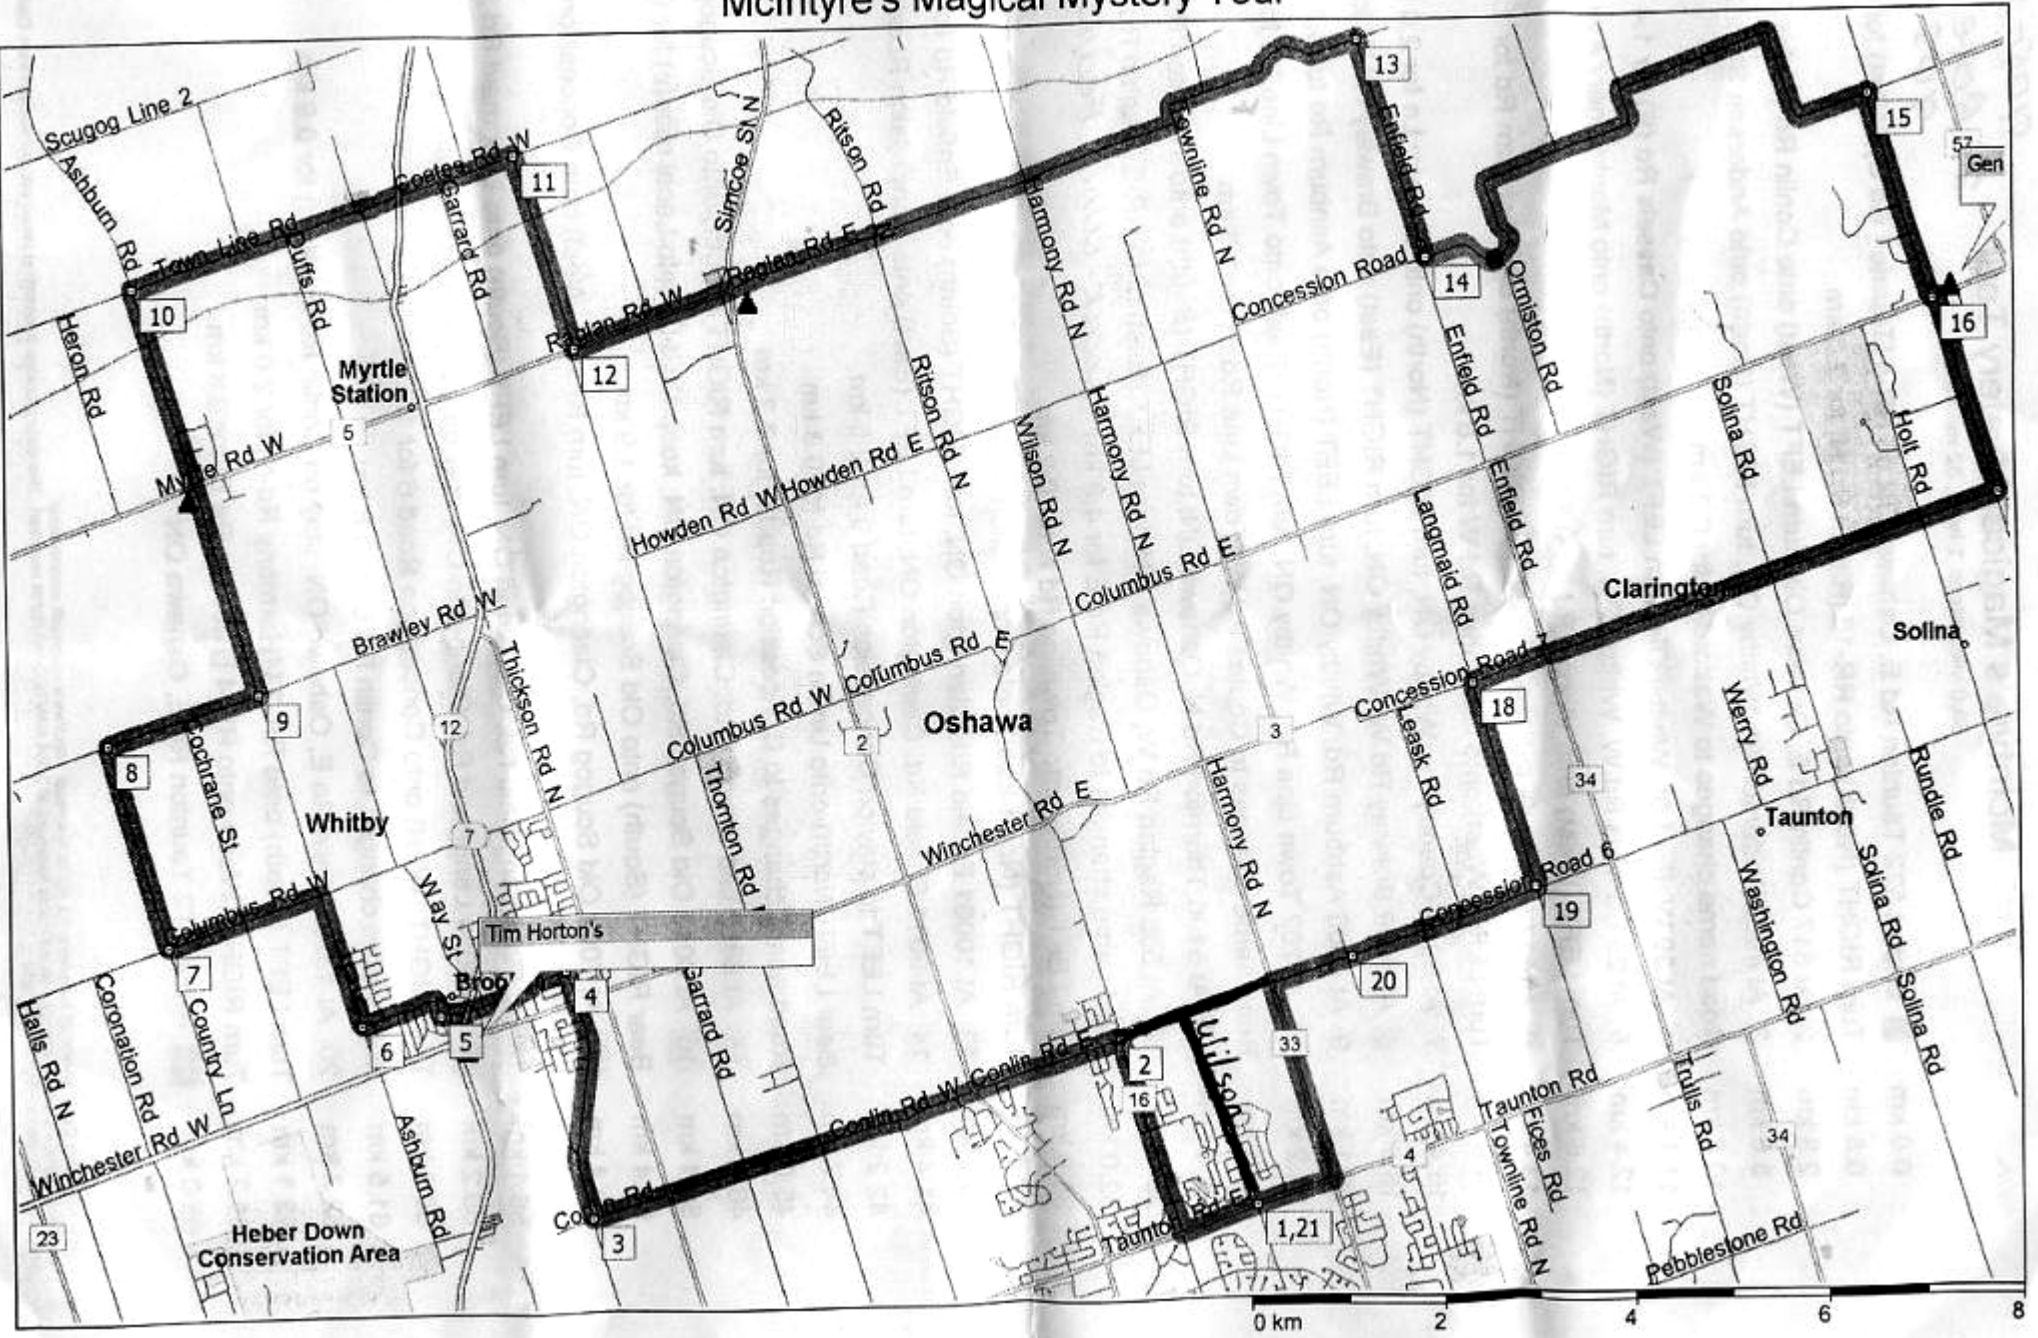 McIntyre's Magical Mystery Tour
Scugog Line 2
Ashburn Rd
Coates Rd W
11
Garrard Rd
Simcoe St N
Ritson Rd N
Townline Rd N
13
Enfield Rd
15
57
Gen
Town Line Rd
Duffs Rd
10
Heron Rd
Raglan Rd E
Raglan Rd W
12
Harmony Rd N
Concession Road
14
Ormiston Rd
16
Myrtle
Station
5
Myrtle Rd W
Howden Rd W
Howden Rd E
Ritson Rd N
Wilson Rd N
Harmony Rd N
Enfield Rd
Solina Rd
Holt Rd
Langmaid Rd
Enfield Rd
Columbus Rd E
Clarington
Solina
Brawley Rd W
Thickson Rd N
Columbus Rd W
Columbus Rd E
Concession Road 7
18
9
8
Cochrane St
12
2
Oshawa
3
Leask Rd
34
Werry Rd
Whitby
7
Thornton Rd
Winchester Rd E
Harmony Rd N
Taunton
Rundle Rd
Columbus Rd W
Way St
Tim Horton's
Concession Road 6
19
Washington Rd
Solina Rd
7
Halls Rd N
Coronation Rd
Country Ln
6
5
4
Garrard Rd
20
33
Wilson
Solina Rd
Conlin Rd W
Conlin Rd E
2
16
Winchester Rd W
Ashburn Rd
Taunton Rd
4
Trulls Rd
34
Townline Rd N
Fices Rd
Heber Down
Conservation Area
23
Conlin Rd
3
Taunton Rd E
1,21
Pebblestone Rd
0 km
2
4
6
8